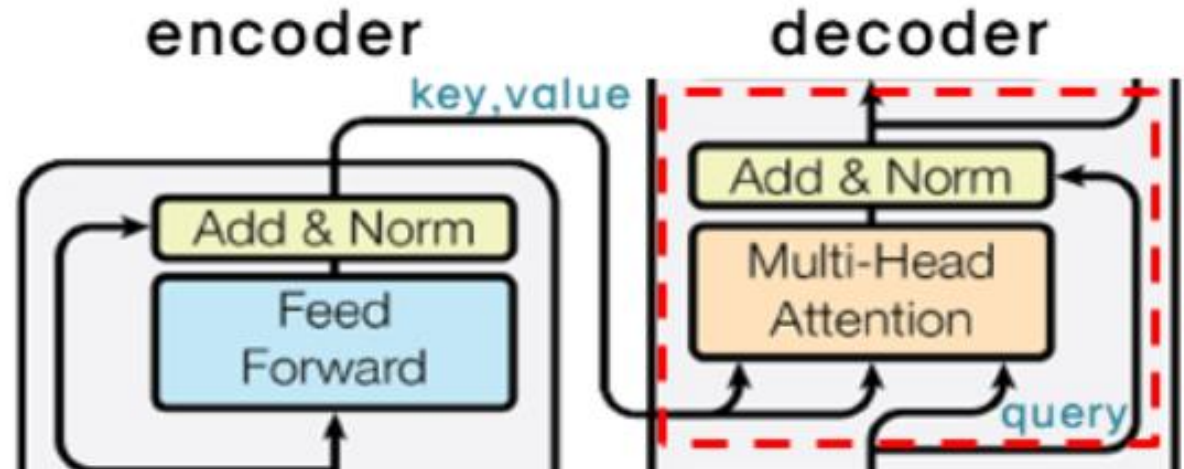 encoder
decoder
key,value
Add & Norm
Feed
Forward
Add & Norm
Multi-Head
Attention
query